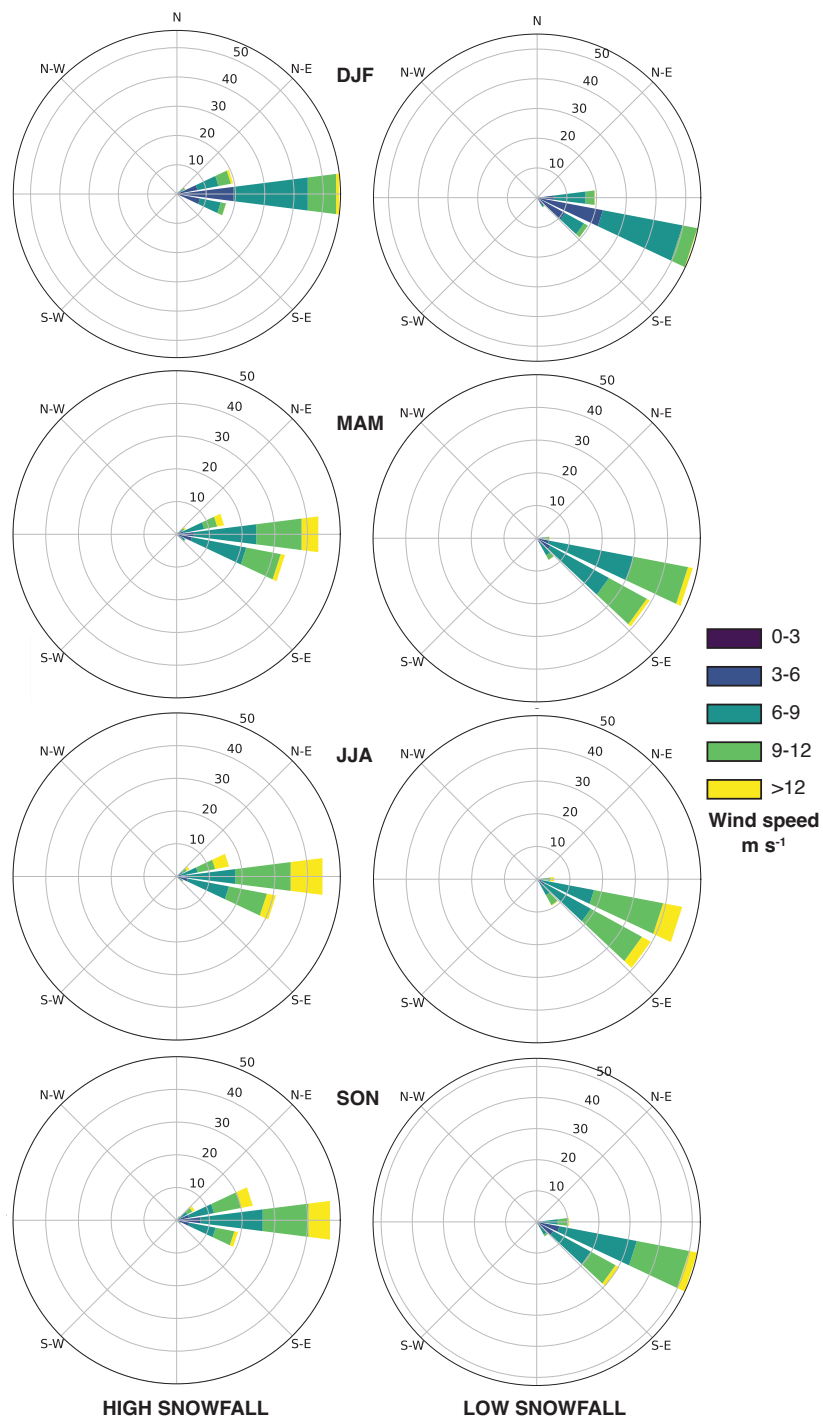 N
N
50
50
N-W
N-E
DJF
N-W
N-E
40
40
30
30
20
20
10
10
S-W
S-E
S-W
S-E
50
50
N-W
N-E
MAM
N-W
N-E
40
40
30
30
20
20
10
10
S-W
S-E
S-W
S-E
0-3
3-6
6-9
9-12
>12
Wind speed
m s-1
50
50
N-W
N-E
JJA
N-W
N-E
40
40
30
30
20
20
10
10
S-W
S-E
S-W
S-E
50
50
N-W
N-E
SON
N-W
N-E
40
40
30
30
20
20
10
10
S-W
S-E
S-W
S-E
HIGH SNOWFALL
LOW SNOWFALL